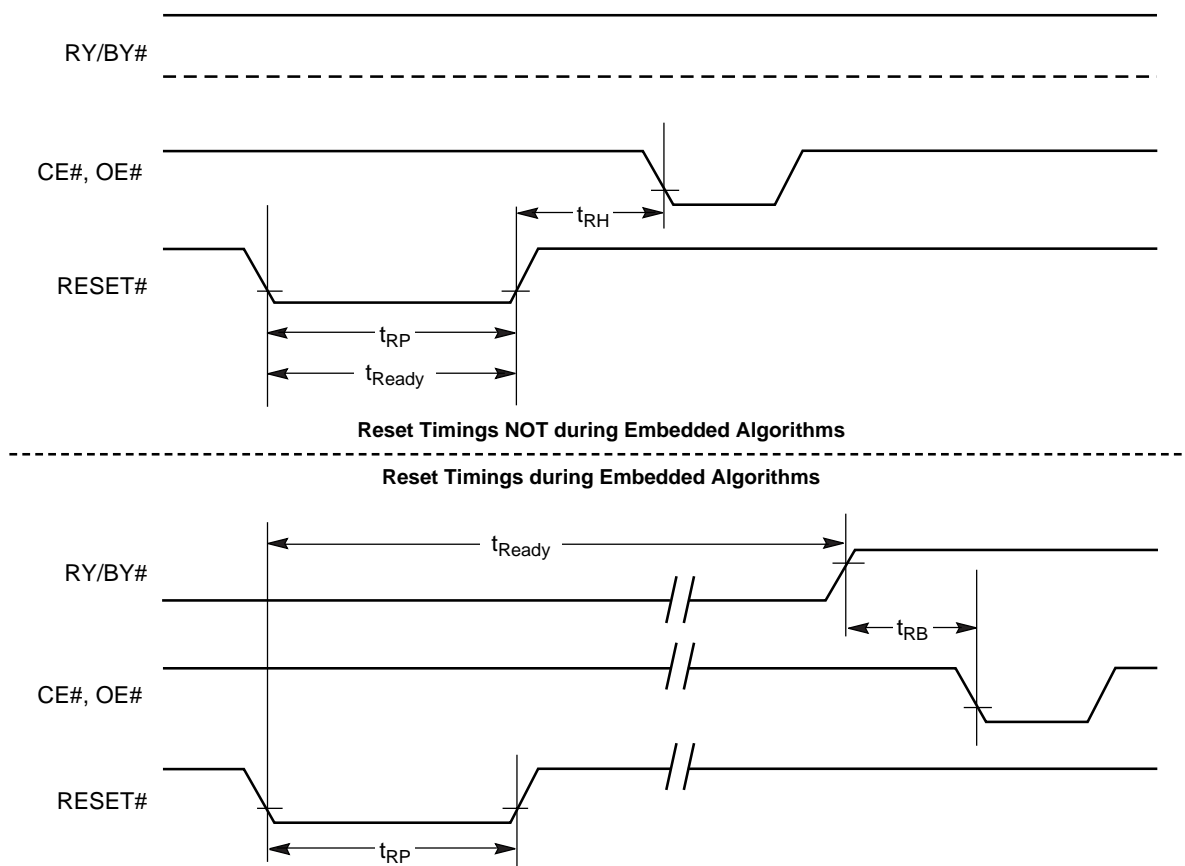 RY/BY#
CE#, OE#
tRH
RESET#
tRP
tReady
Reset Timings NOT during Embedded Algorithms
Reset Timings during Embedded Algorithms
tReady
RY/BY#
tRB
CE#, OE#
RESET#
tRP